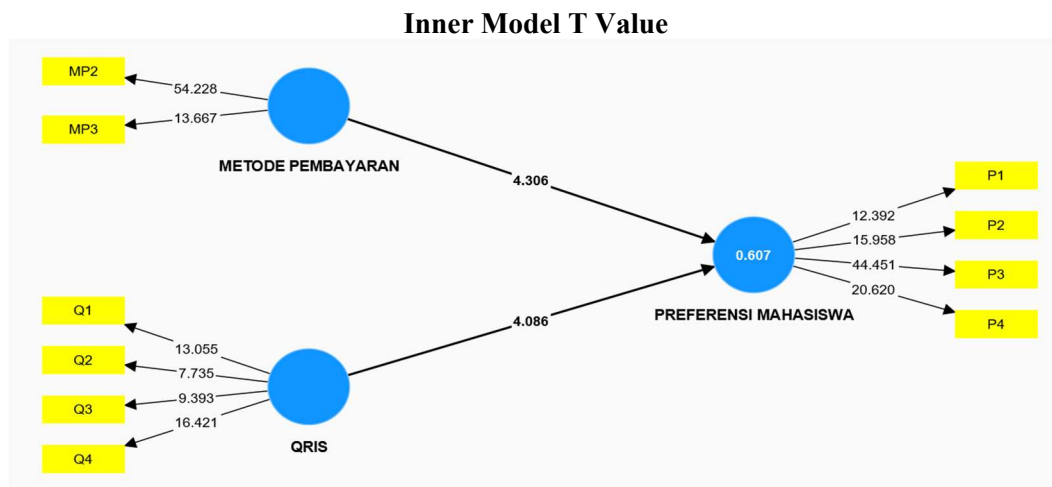 Inner Model T Value
MP2
54.228
MP3
13.667
METODE PEMBAYARAN
4.306
P1
12.392
P2
15.958
0.607
P3
44.451
P4
20.620
PREFERENSI MAHASISWA
Q1
13.055
Q2
7.735
Q3
9.393
Q4
16.421
QRIS
4.086